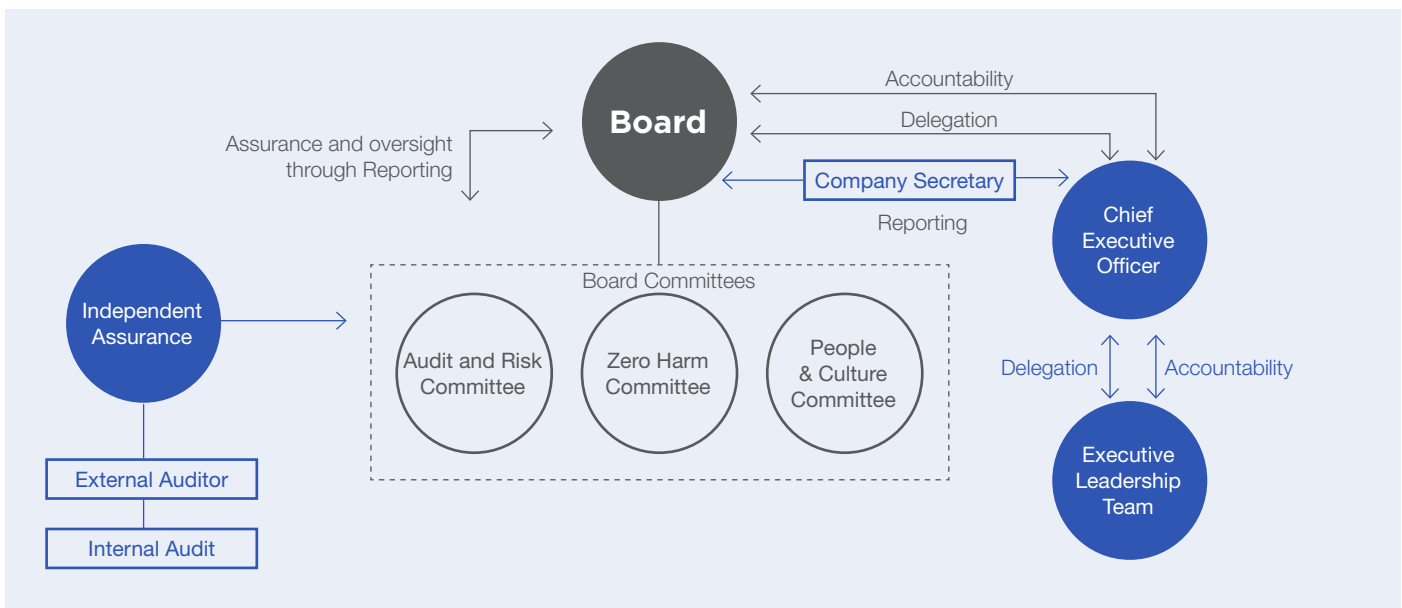 Accountability
Board
Delegation
Assurance and oversight
through Reporting
Company Secretary
Reporting
Chief
Executive
Officer
Board Committees
Independent
Assurance
Audit and Risk
Committee
Zero Harm
Committee
People
& Culture
Committee
Delegation
Accountability
External Auditor
Internal Audit
Executive
Leadership
Team